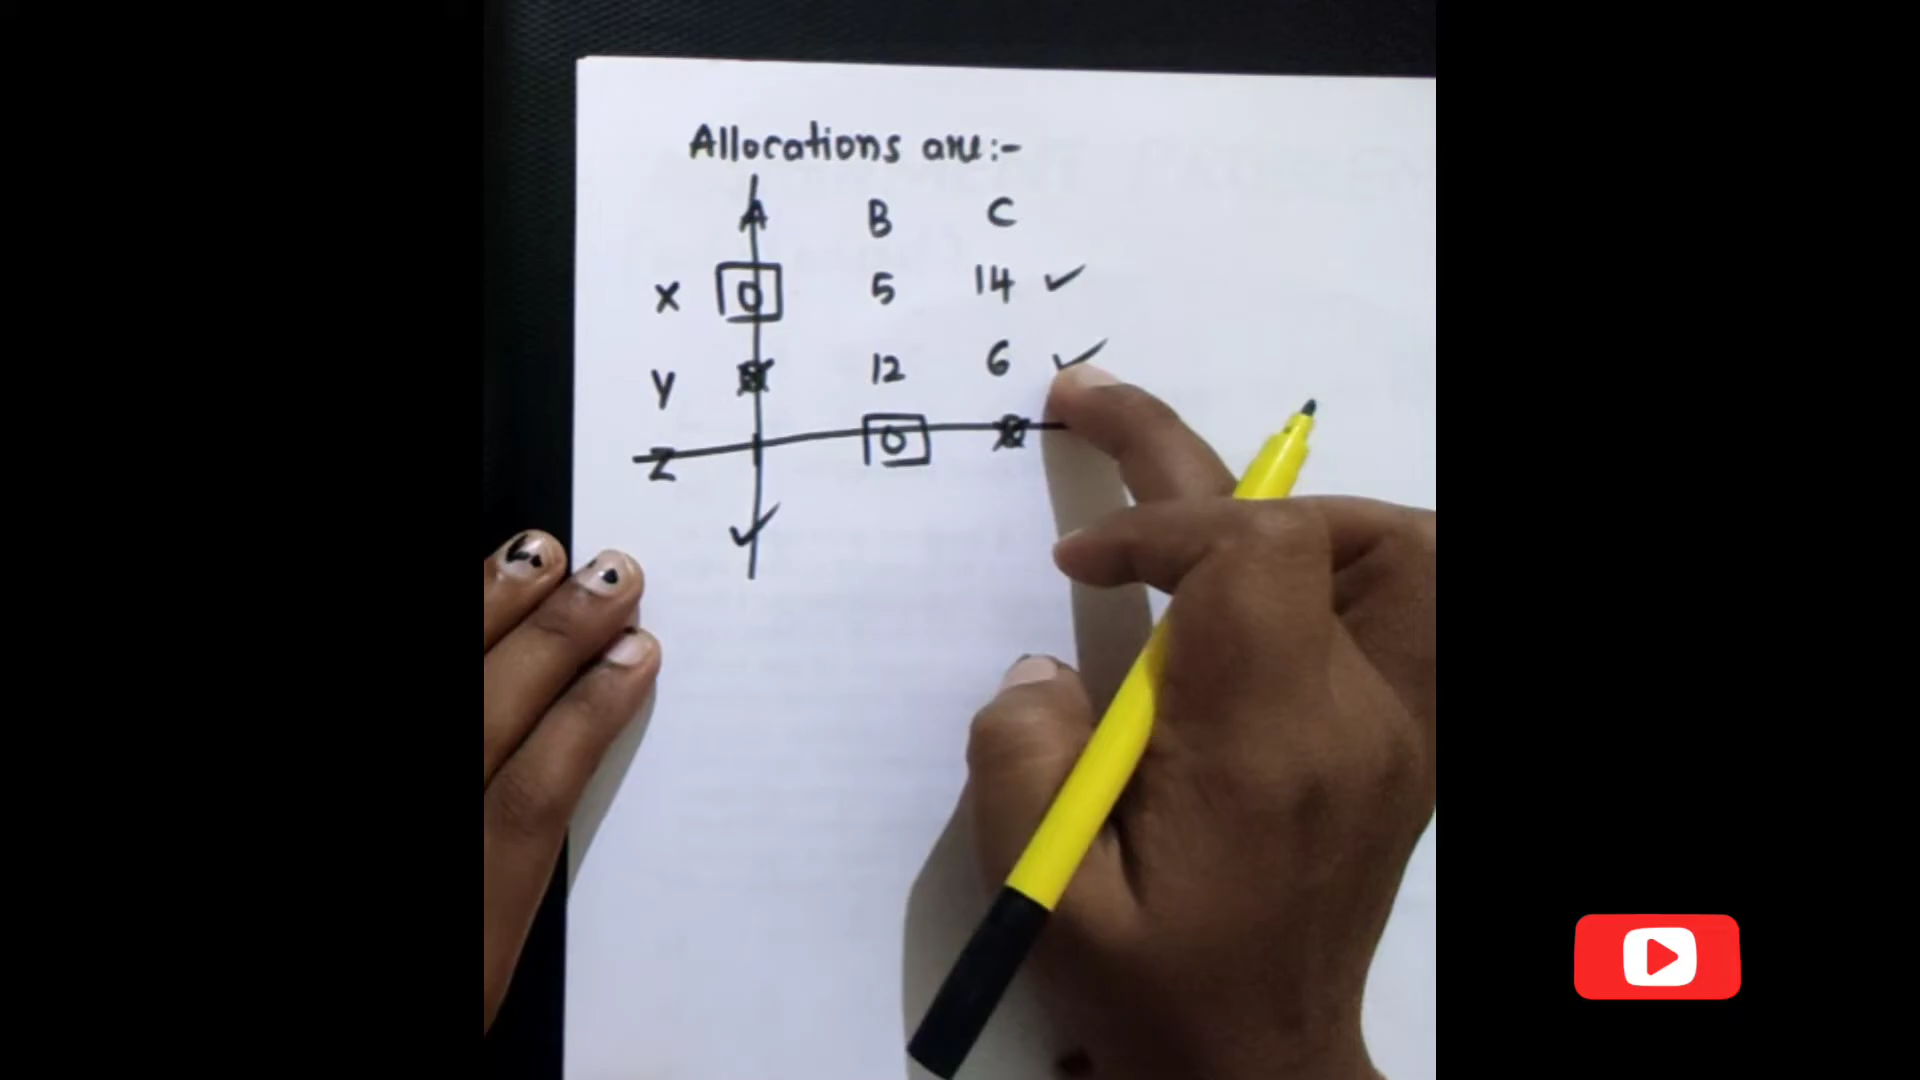 Allocations are:-
A B C
X 0 5 14 ✓
Y 0 12 6 ✓
Z 0 0
✓